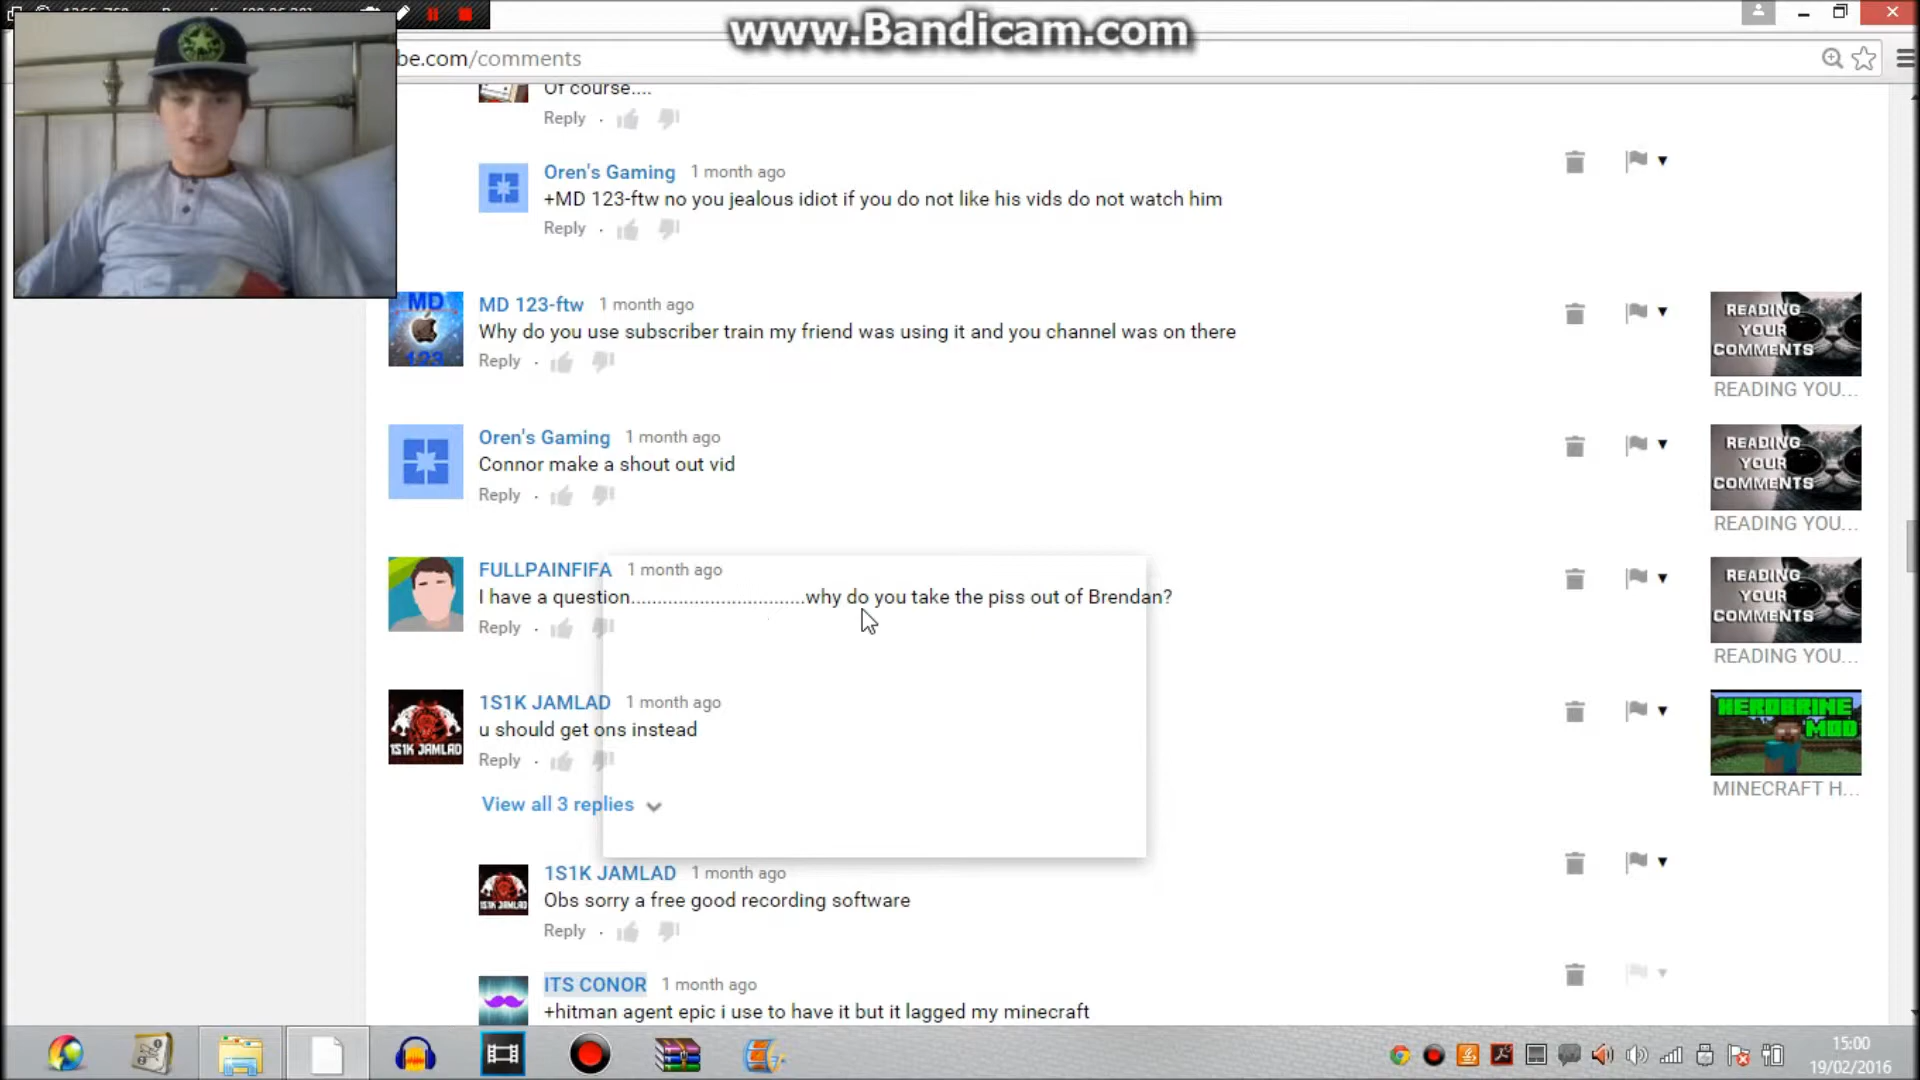 www.Bandicam.com
be.com/comments
Of course....
Reply
Oren's Gaming 1 month ago
+MD 123-ftw no you jealous idiot if you do not like his vids do not watch him
Reply
MD 123-ftw 1 month ago
MD
123
Why do you use subscriber train my friend was using it and you channel was on there
Reply
READING YOUR COMMENTS
READING YOU...
Oren's Gaming 1 month ago
Connor make a shout out vid
Reply
READING YOUR COMMENTS
READING YOU...
FULLPAINFIFA 1 month ago
I have a question.................................why do you take the piss out of Brendan?
Reply
READING YOUR COMMENTS
READING YOU...
1S1K JAMLAD 1 month ago
1S1K JAMLAD
u should get ons instead
Reply
HEROBRINE MOD
MINECRAFT H...
View all 3 replies
1S1K JAMLAD 1 month ago
Obs sorry a free good recording software
Reply
ITS CONOR 1 month ago
+hitman agent epic i use to have it but it lagged my minecraft
15:00
19/02/2016